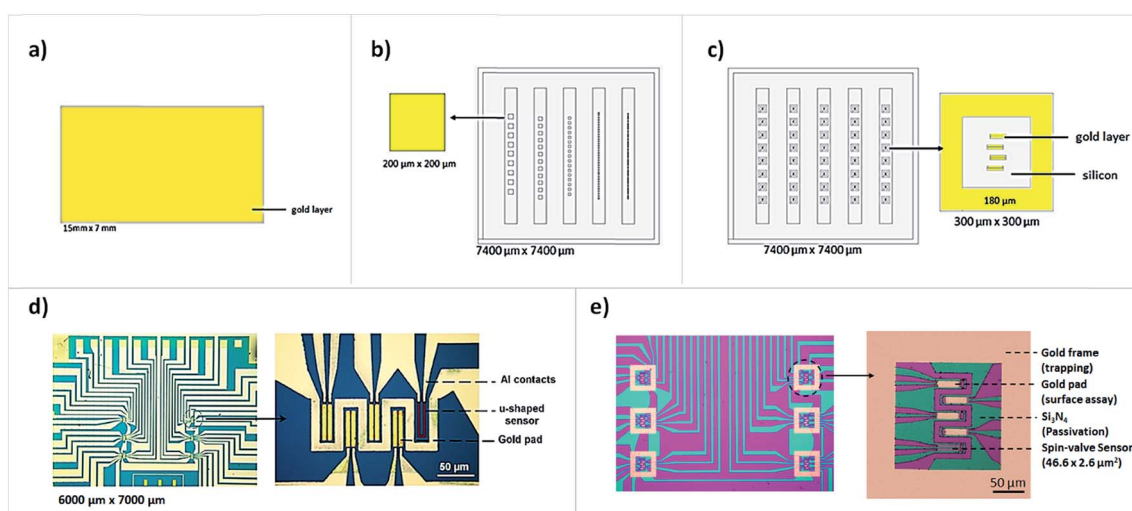 a)
gold layer
15mm x 7 mm
b)
200 µm x 200 µm
7400 µm x 7400 µm
c)
gold layer
silicon
180 µm
300 µm x 300 µm
7400 µm x 7400 µm
d)
Al contacts
u-shaped
sensor
Gold pad
50 µm
6000 µm x 7000 µm
e)
Gold frame
(trapping)
Gold pad
(surface assay)
Si₃N₄
(Passivation)
Spin-valve Sensor
(46.6 x 2.6 µm²)
50 µm